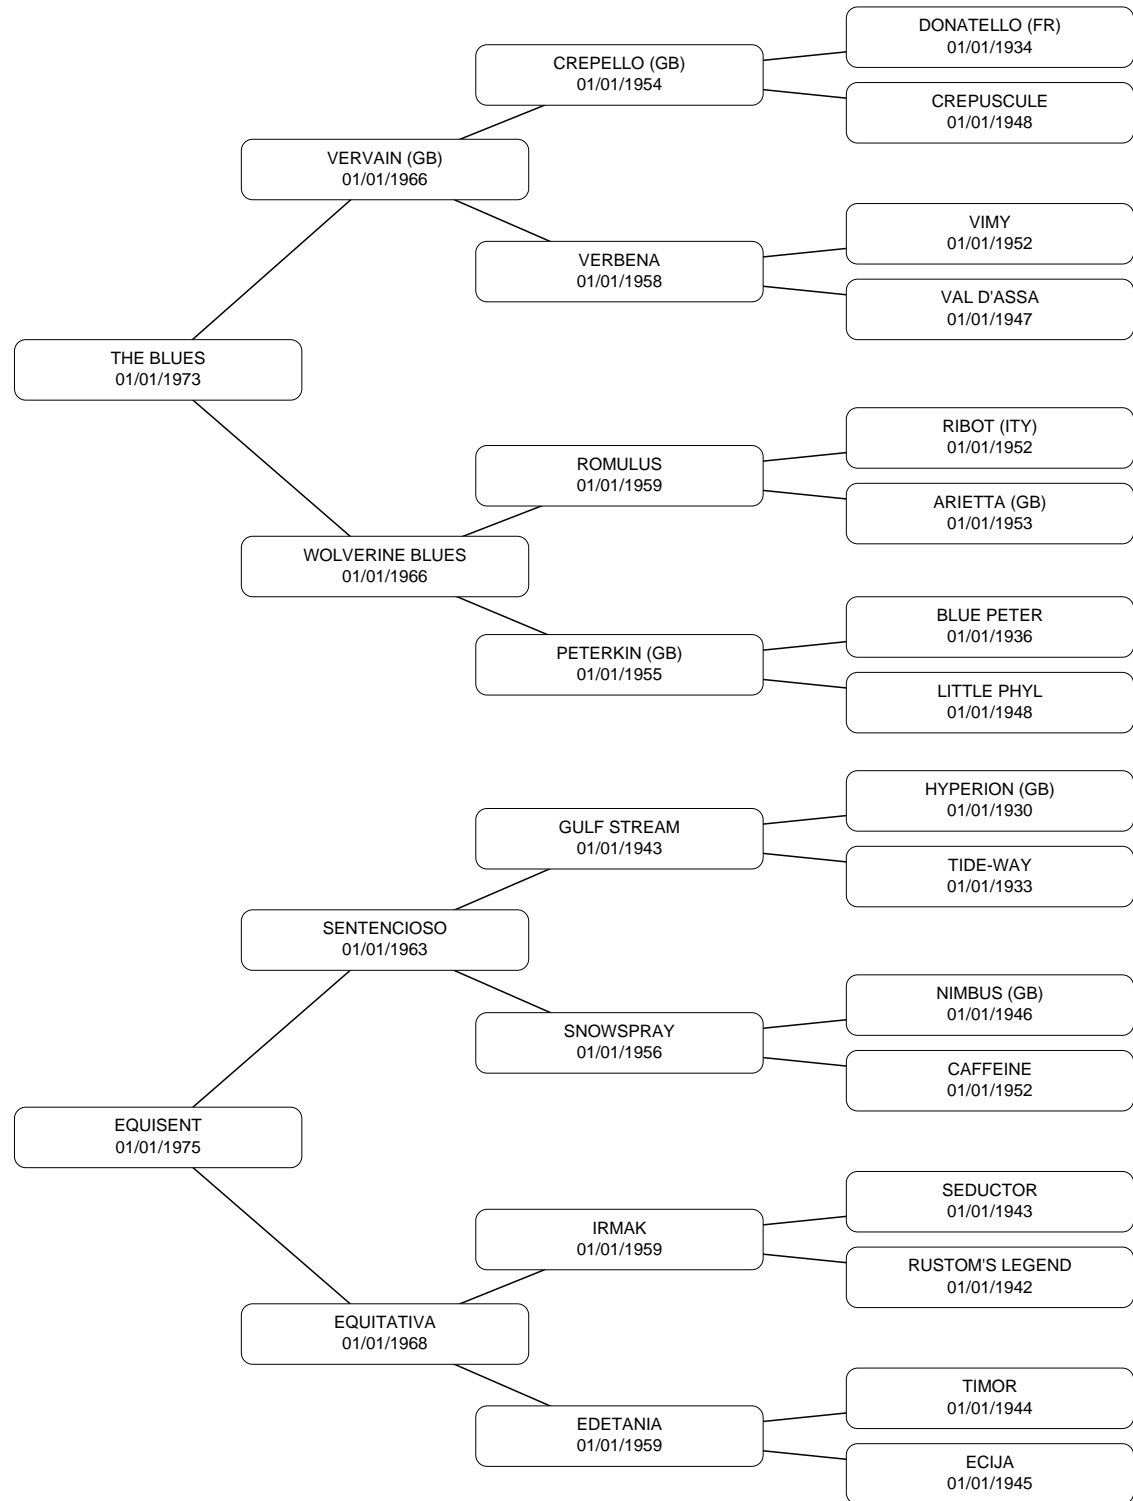 DONATELLO (FR)
01/01/1934
CREPELLO (GB)
01/01/1954
CREPUSCULE
01/01/1948
VERVAIN (GB)
01/01/1966
VIMY
01/01/1952
VERBENA
01/01/1958
VAL D'ASSA
01/01/1947
THE BLUES
01/01/1973
RIBOT (ITY)
01/01/1952
ROMULUS
01/01/1959
ARIETTA (GB)
01/01/1953
WOLVERINE BLUES
01/01/1966
BLUE PETER
01/01/1936
PETERKIN (GB)
01/01/1955
LITTLE PHYL
01/01/1948
HYPERION (GB)
01/01/1930
GULF STREAM
01/01/1943
TIDE-WAY
01/01/1933
SENTENCIOSO
01/01/1963
NIMBUS (GB)
01/01/1946
SNOWSPRAY
01/01/1956
CAFFEINE
01/01/1952
EQUISENT
01/01/1975
SEDUCTOR
01/01/1943
IRMAK
01/01/1959
RUSTOM'S LEGEND
01/01/1942
EQUITATIVA
01/01/1968
TIMOR
01/01/1944
EDETANIA
01/01/1959
ECIJA
01/01/1945